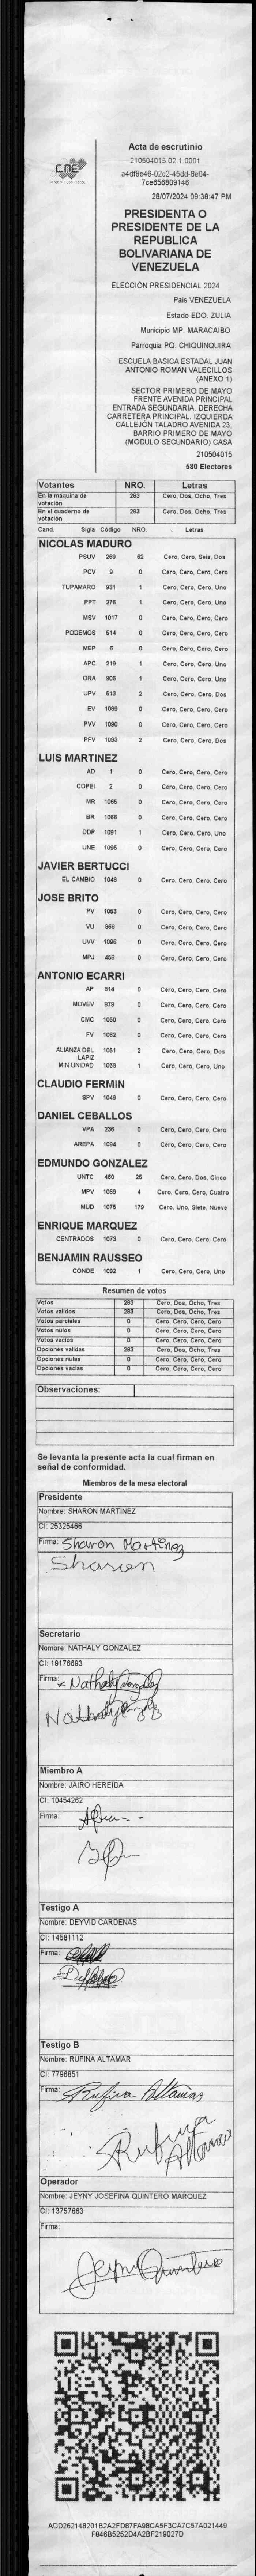 CNE
Acta de escrutinio
210504015.02.1.0001
a4df8e46-02c2-45dd-8e04-
7ce656809146
28/07/2024 09:38:47 PM
PRESIDENTA O
PRESIDENTE DE LA
REPUBLICA
BOLIVARIANA DE
VENEZUELA
ELECCIÓN PRESIDENCIAL 2024
Pais VENEZUELA
Estado EDO. ZULIA
Municipio MP. MARACAIBO
Parroquia PQ. CHIQUINQUIRA
ESCUELA BASICA ESTADAL JUAN
ANTONIO ROMAN VALECILLOS
(ANEXO 1)
SECTOR PRIMERO DE MAYO
FRENTE AVENIDA PRINCIPAL
ENTRADA SEGUNDARIA. DERECHA
CARRETERA PRINCIPAL. IZQUIERDA
CALLEJÓN TALADRO AVENIDA 23,
BARRIO PRIMERO DE MAYO
(MODULO SECUNDARIO) CASA
210504015
580 Electores
Votantes NRO. Letras
En la máquina de votación 283 Cero, Dos, Ocho, Tres
En el cuaderno de votación 283 Cero, Dos, Ocho, Tres
Cand. Sigla Código NRO. Letras
NICOLAS MADURO
PSUV 269 62 Cero, Cero, Seis, Dos
PCV 9 0 Cero, Cero, Cero, Cero
TUPAMARO 931 1 Cero, Cero, Cero, Uno
PPT 276 1 Cero, Cero, Cero, Uno
MSV 1017 0 Cero, Cero, Cero, Cero
PODEMOS 514 0 Cero, Cero, Cero, Cero
MEP 6 0 Cero, Cero, Cero, Cero
APC 219 1 Cero, Cero, Cero, Uno
ORA 906 1 Cero, Cero, Cero, Uno
UPV 513 2 Cero, Cero, Cero, Dos
EV 1089 0 Cero, Cero, Cero, Cero
PVV 1090 0 Cero, Cero, Cero, Cero
PFV 1093 2 Cero, Cero, Cero, Dos
LUIS MARTINEZ
AD 1 0 Cero, Cero, Cero, Cero
COPEI 2 0 Cero, Cero, Cero, Cero
MR 1065 0 Cero, Cero, Cero, Cero
BR 1066 0 Cero, Cero, Cero, Cero
DDP 1091 1 Cero, Cero, Cero, Uno
UNE 1095 0 Cero, Cero, Cero, Cero
JAVIER BERTUCCI
EL CAMBIO 1048 0 Cero, Cero, Cero, Cero
JOSE BRITO
PV 1053 0 Cero, Cero, Cero, Cero
VU 868 0 Cero, Cero, Cero, Cero
UVV 1098 0 Cero, Cero, Cero, Cero
MPJ 458 0 Cero, Cero, Cero, Cero
ANTONIO ECARRI
AP 914 0 Cero, Cero, Cero, Cero
MOVEV 979 0 Cero, Cero, Cero, Cero
CMC 1060 0 Cero, Cero, Cero, Cero
FV 1062 0 Cero, Cero, Cero, Cero
ALIANZA DEL 1051 2 Cero, Cero, Cero, Dos
LAPIZ
MIN UNIDAD 1068 1 Cero, Cero, Cero, Uno
CLAUDIO FERMIN
SPV 1049 0 Cero, Cero, Cero, Cero
DANIEL CEBALLOS
VPA 236 0 Cero, Cero, Cero, Cero
AREPA 1094 0 Cero, Cero, Cero, Cero
EDMUNDO GONZALEZ
UNTC 460 25 Cero, Cero, Dos, Cinco
MPV 1069 4 Cero, Cero, Cero, Cuatro
MUD 1075 179 Cero, Uno, Siete, Nueve
ENRIQUE MARQUEZ
CENTRADOS 1073 0 Cero, Cero, Cero, Cero
BENJAMIN RAUSSEO
CONDE 1092 1 Cero, Cero, Cero, Uno
Resumen de votos
Votos 283 Cero, Dos, Ocho, Tres
Votos validos 283 Cero, Dos, Ocho, Tres
Votos parciales 0 Cero, Cero, Cero, Cero
Votos nulos 0 Cero, Cero, Cero, Cero
Votos vacios 0 Cero, Cero, Cero, Cero
Opciones validas 283 Cero, Dos, Ocho, Tres
Opciones nulas 0 Cero, Cero, Cero, Cero
Opciones vacias 0 Cero, Cero, Cero, Cero
Observaciones:
Se levanta la presente acta la cual firman en
señal de conformidad.
Miembros de la mesa electoral
Presidente
Nombre: SHARON MARTINEZ
CI: 25325466
Firma: Sharon Martinez
Sharon
Secretario
Nombre: NATHALY GONZALEZ
CI: 19176693
Firma: Nathaly González
Nathaly González
Miembro A
Nombre: JAIRO HEREIDA
CI: 10454262
Firma:
Testigo A
Nombre: DEYVID CARDENAS
CI: 14581112
Firma:
Testigo B
Nombre: RUFINA ALTAMAR
CI: 7796851
Firma: Rufina Altamar
Rufina
Altamar
Operador
Nombre: JEYNY JOSEFINA QUINTERO MARQUEZ
CI: 13757663
Firma:
Jeyny Quintero
ADD262148201B2A2FD87FA98CA5F3CA7C57A021449
F846B5252D4A2BF219027D